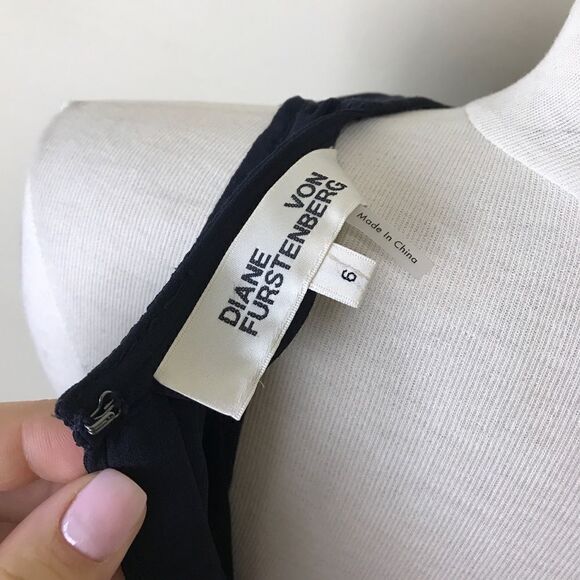 DIANE VON
FURSTENBERG
6
Made In China